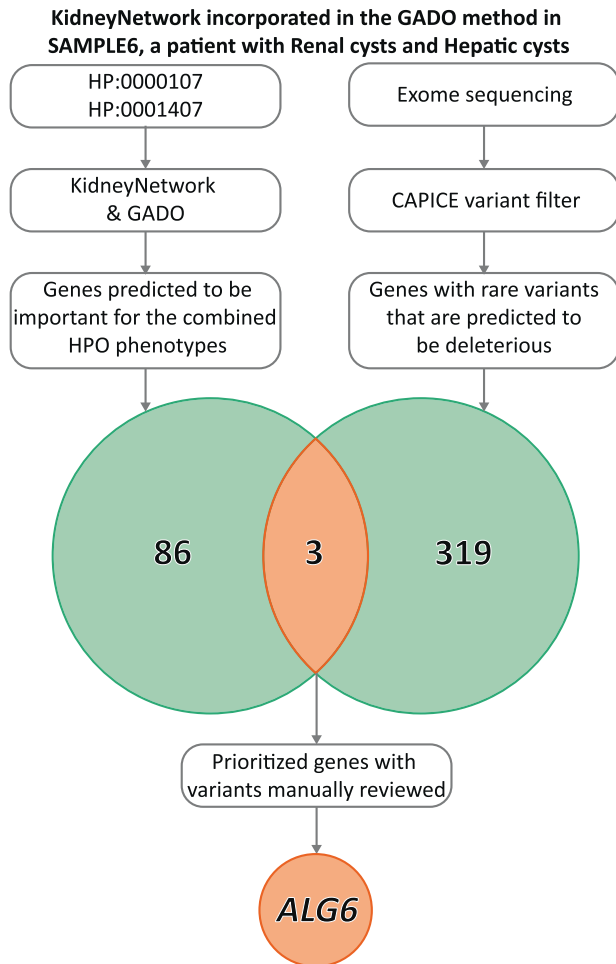 KidneyNetwork incorporated in the GADO method in
SAMPLE6, a patient with Renal cysts and Hepatic cysts
HP:0000107
HP:0001407
KidneyNetwork
& GADO
Genes predicted to be
important for the combined
HPO phenotypes
Exome sequencing
CAPICE variant filter
Genes with rare variants
that are predicted to
be deleterious
86
3
319
Prioritized genes with
variants manually reviewed
ALG6